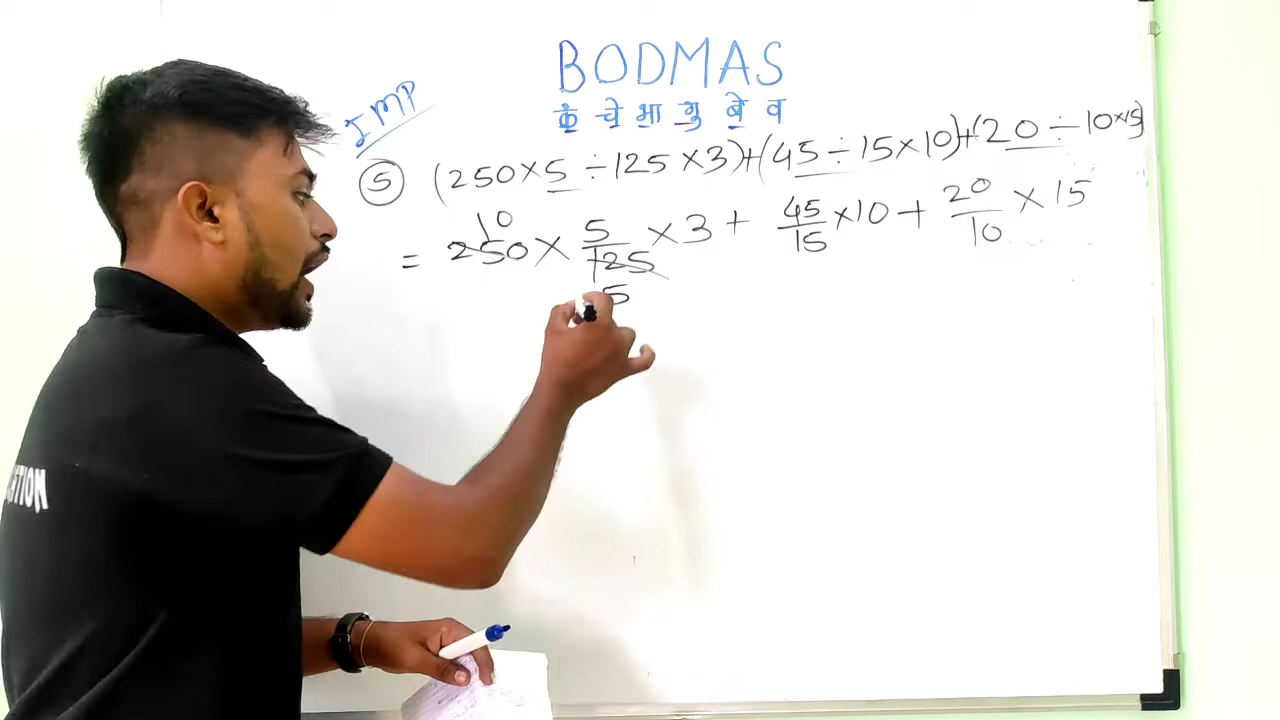 BODMAS
कं चे भा गु बे व
IMP
(5) (250×5÷125×3)+(45÷15×10)+(20÷10×15)
10
= 250 × 5/125 ×3 + 45/15 ×10 + 20/10 × 15
5